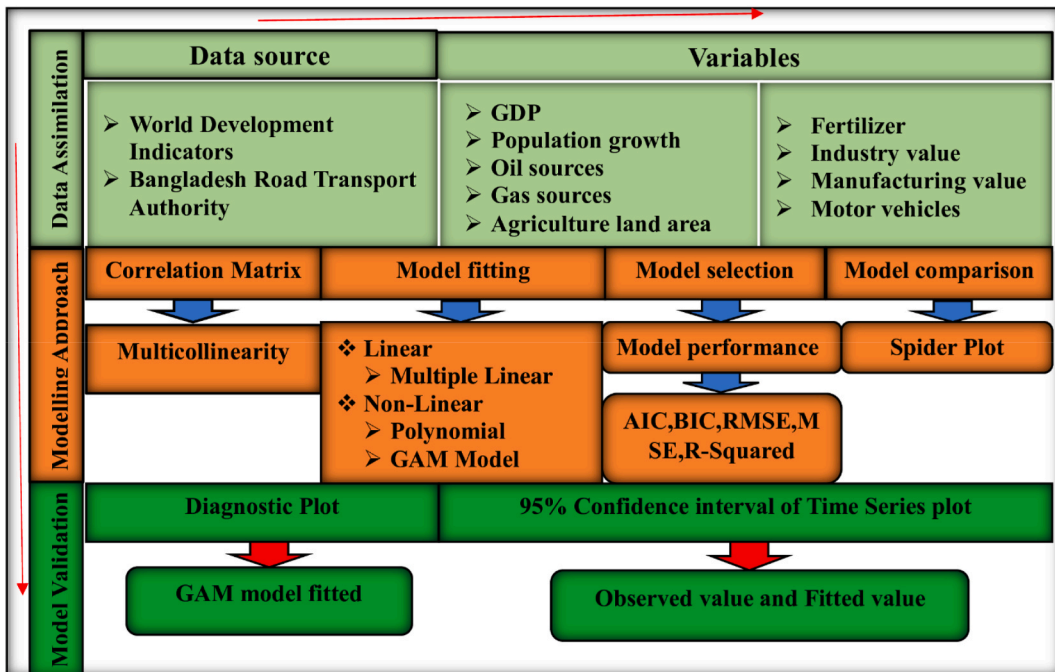 Data Assimilation
Data source
Variables
➢ World Development
Indicators
➢ Bangladesh Road Transport
Authority
➢ GDP
➢ Population growth
➢ Oil sources
➢ Gas sources
➢ Agriculture land area
➢ Fertilizer
➢ Industry value
➢ Manufacturing value
➢ Motor vehicles
Modelling Approach
Correlation Matrix
Model fitting
Model selection
Model comparison
Multicollinearity
❖ Linear
➢ Multiple Linear
❖ Non-Linear
➢ Polynomial
➢ GAM Model
Model performance
AIC,BIC,RMSE,M
SE,R-Squared
Spider Plot
Model Validation
Diagnostic Plot
95% Confidence interval of Time Series plot
GAM model fitted
Observed value and Fitted value